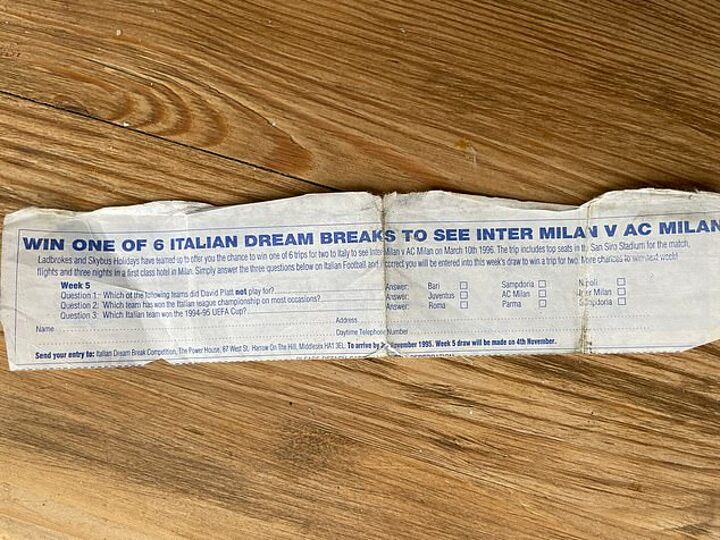 WIN ONE OF 6 ITALIAN DREAM BREAKS TO SEE INTER MILAN V AC MILAN
Ladbrokes and Skybus Holidays have teamed up to offer you the chance to win one of 6 trips for two to Italy to see Inter Milan v AC Milan on March 10th 1996. The trip includes top seats in the San Siro Stadium for the match,
flights and three nights in a first class hotel in Milan. Simply answer the three questions below on Italian Football and correct you will be entered into this week's draw to win a trip for two. More chances to win next week!
Week 5
Question 1: Which of the following teams did David Platt not play for? Answer: Bari Sampdoria Napoli
Question 2: Which team has won the Italian league championship on most occasions? Answer: Juventus AC Milan Inter Milan
Question 3: Which Italian team won the 1994-95 UEFA Cup? Answer: Roma Parma Sampdoria
Name Address
Daytime Telephone Number
Send your entry to: Italian Dream Break Competition, The Power House, 67 West St. Harrow On The Hill, Middlesex HA1 3EL. To arrive by November 1995. Week 5 draw will be made on 4th November.